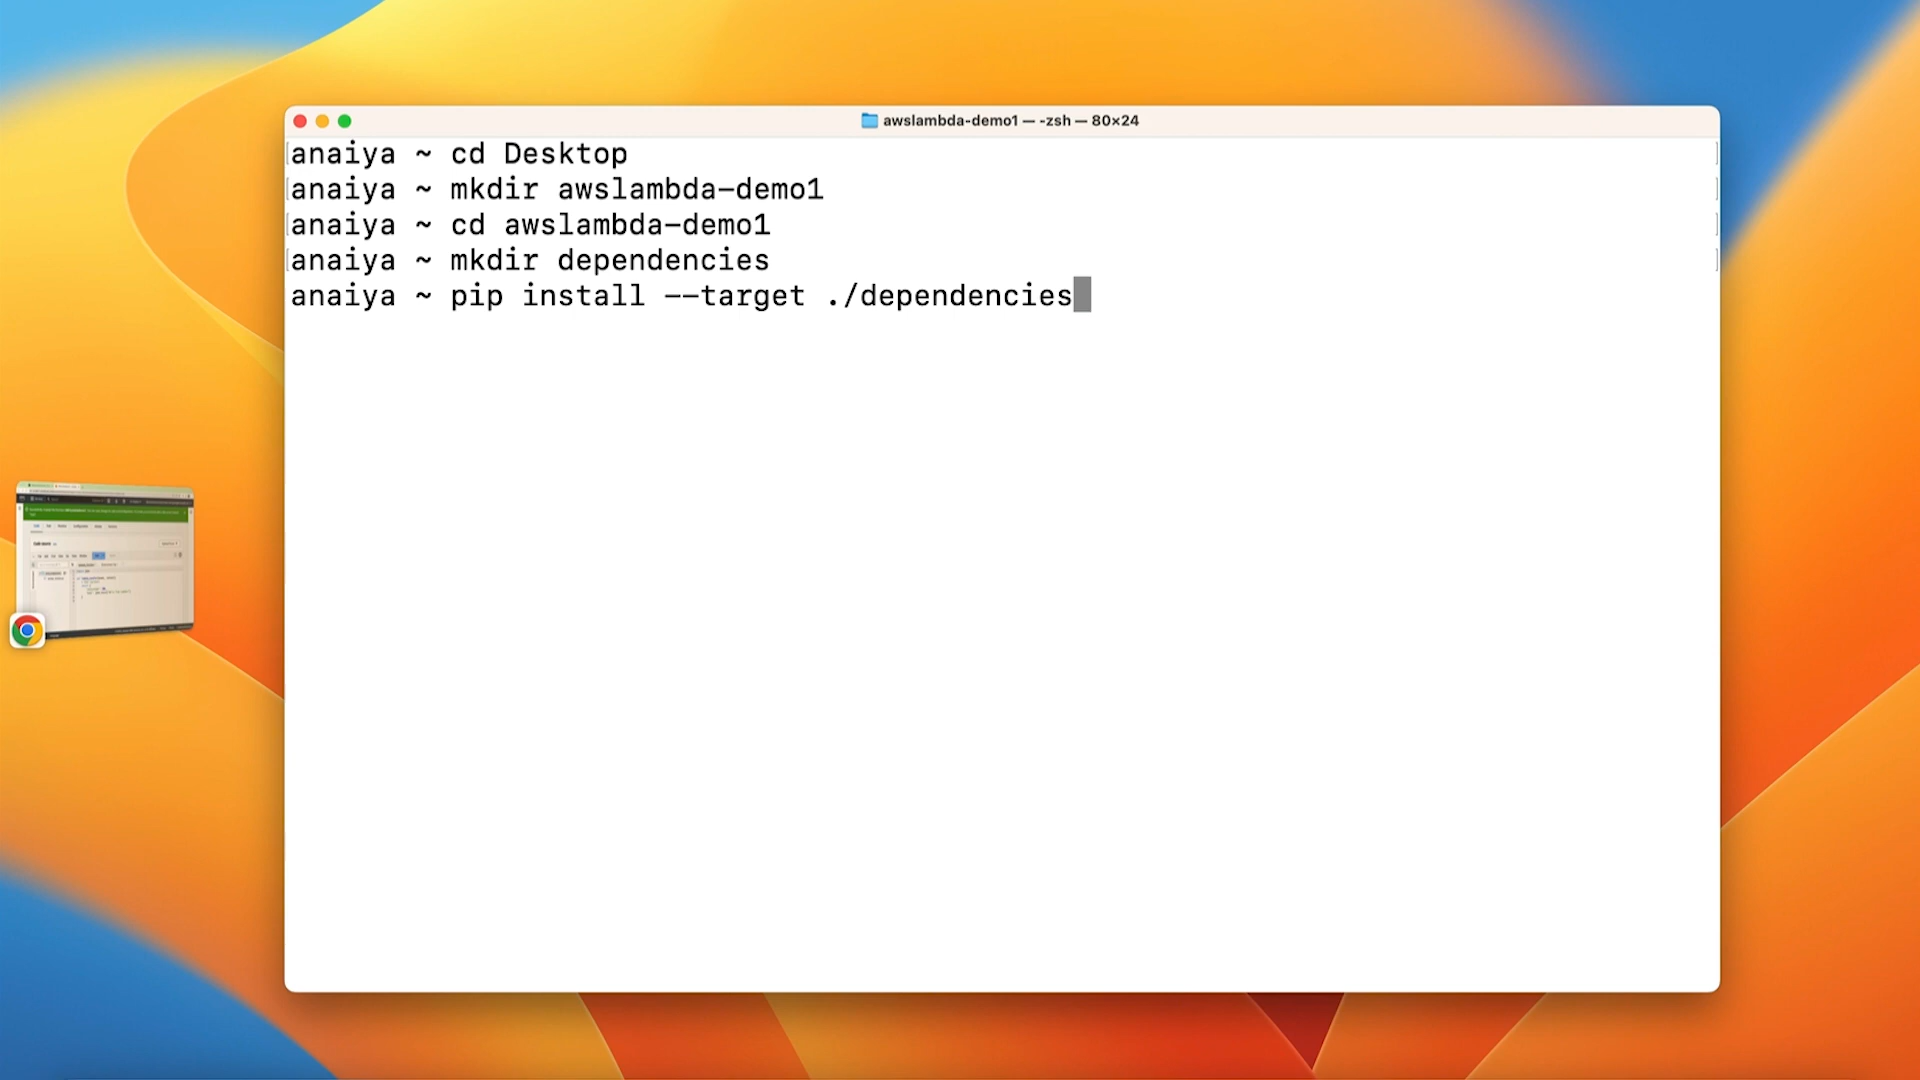 awslambda-demo1 — -zsh — 80×24
anaiya ~ cd Desktop
anaiya ~ mkdir awslambda-demo1
anaiya ~ cd awslambda-demo1
anaiya ~ mkdir dependencies
anaiya ~ pip install --target ./dependencies